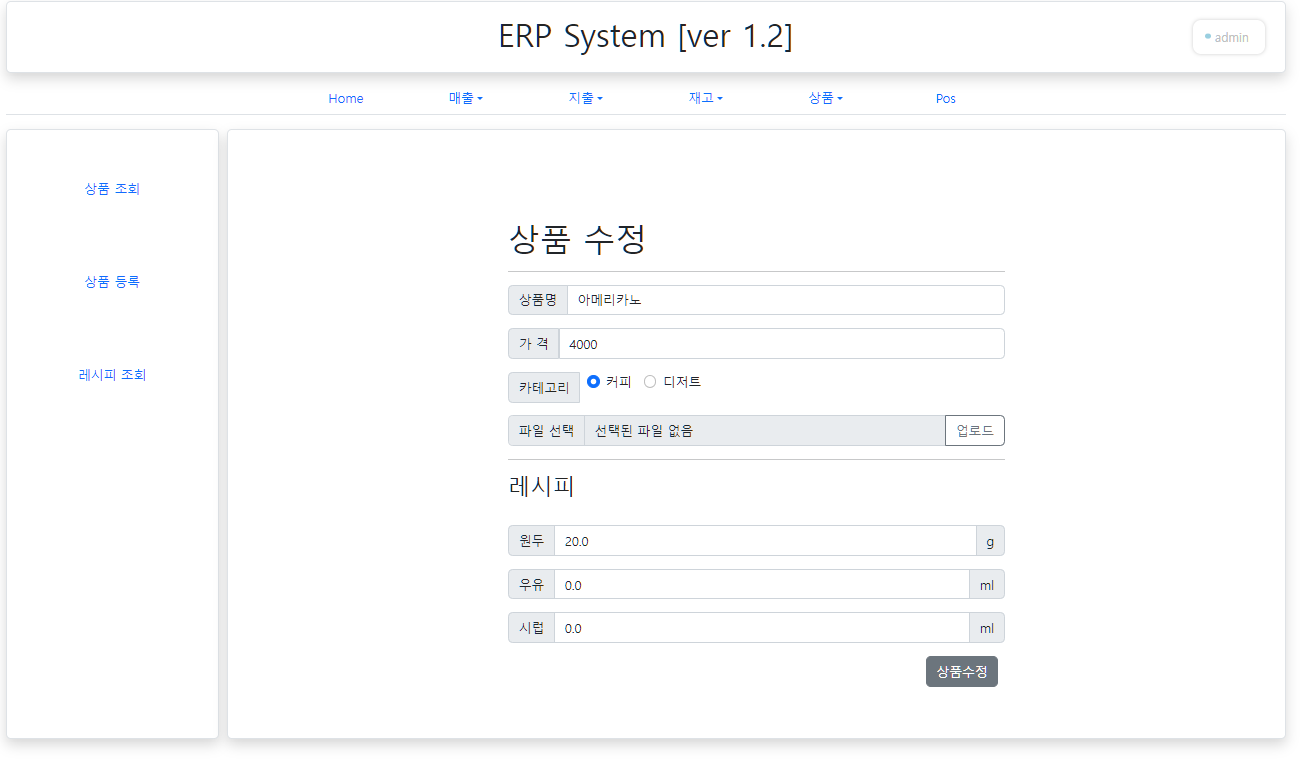 ERP System [ver 1.2]
admin
Home 매출 지출 재고 상품 Pos
상품 조회
상품 등록
레시피 조회
상품 수정
상품명 아메리카노
가 격 4000
카테고리 커피 디저트
파일 선택 선택된 파일 없음 업로드
레시피
원두 20.0 g
우유 0.0 ml
시럽 0.0 ml
상품수정